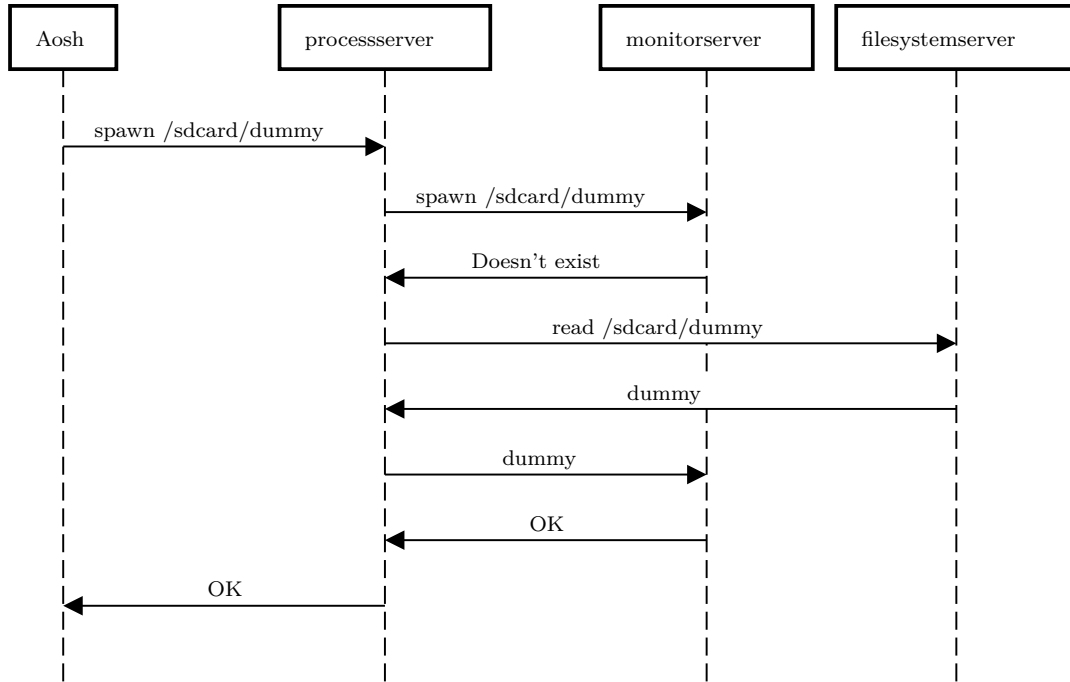 Aosh
processserver
monitorserver
filesystemserver
spawn /sdcard/dummy
spawn /sdcard/dummy
Doesn't exist
read /sdcard/dummy
dummy
dummy
OK
OK